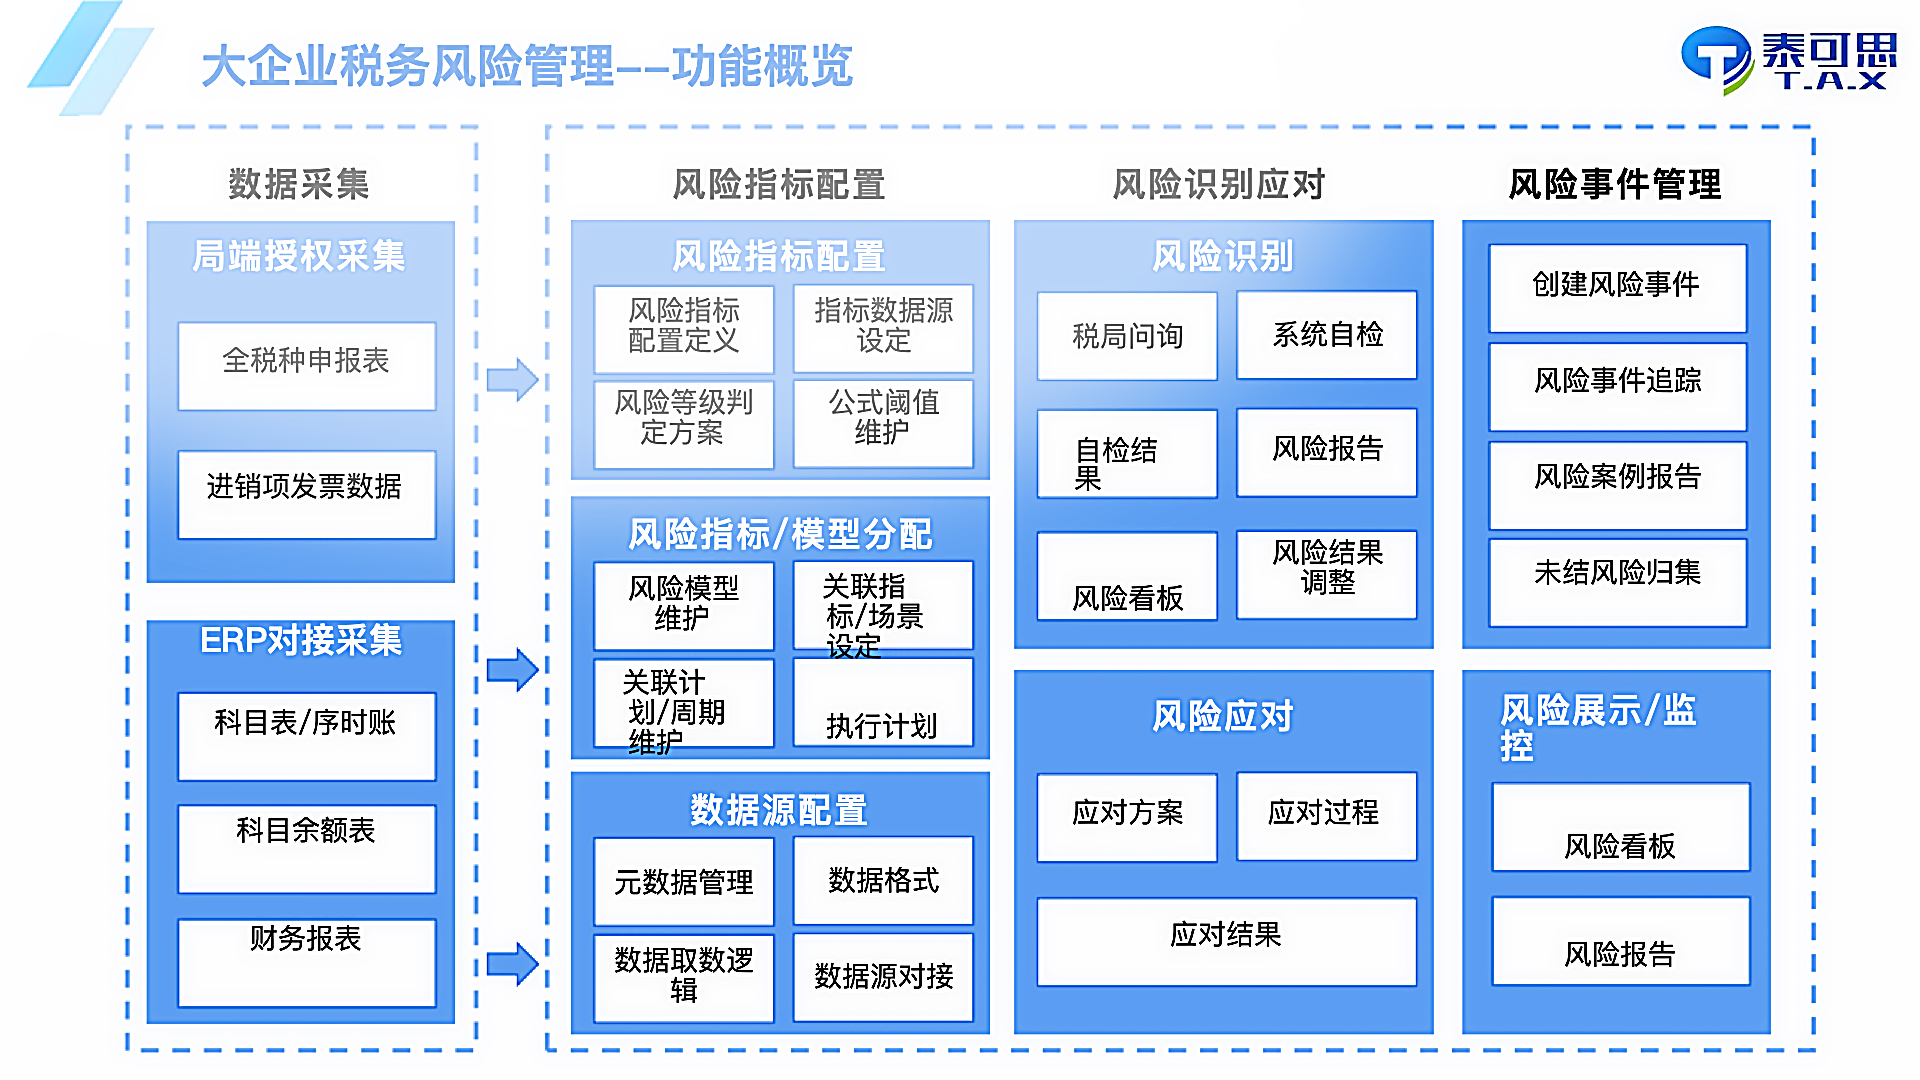 大企业税务风险管理--功能概览
泰可思
T.A.X
数据采集
局端授权采集
全税种申报表
进销项发票数据
ERP对接采集
科目表/序时账
科目余额表
财务报表
风险指标配置
风险指标配置
风险指标
配置定义
指标数据源
设定
风险等级判
定方案
公式阈值
维护
风险指标/模型分配
风险模型
维护
关联指
标/场景
设定
关联计
划/周期
维护
执行计划
数据源配置
元数据管理
数据格式
数据取数逻
辑
数据源对接
风险识别应对
风险识别
税局问询
系统自检
自检结
果
风险报告
风险看板
风险结果
调整
风险应对
应对方案
应对过程
应对结果
风险事件管理
创建风险事件
风险事件追踪
风险案例报告
未结风险归集
风险展示/监
控
风险看板
风险报告